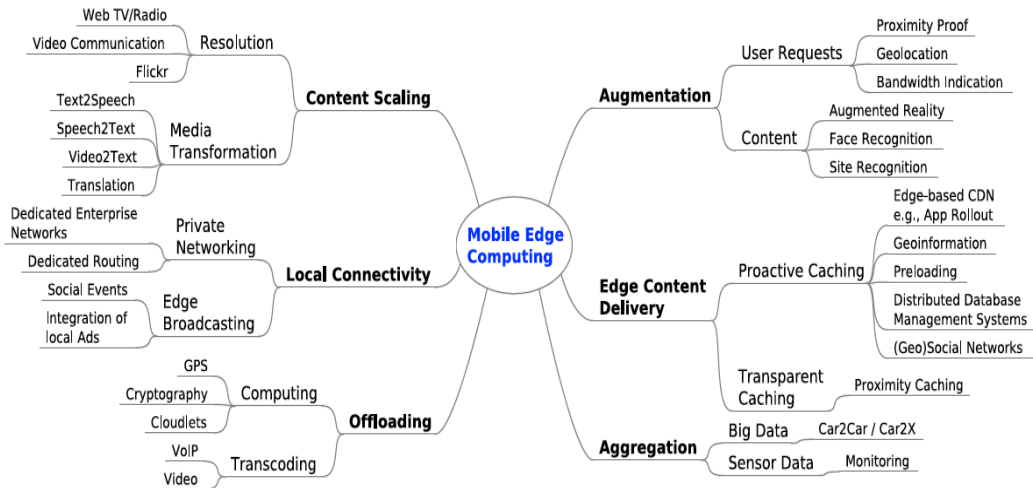 Mobile Edge
Computing
Content Scaling
Resolution
Web TV/Radio
Video Communication
Flickr
Media
Transformation
Text2Speech
Speech2Text
Video2Text
Translation
Local Connectivity
Private
Networking
Dedicated Enterprise
Networks
Dedicated Routing
Edge
Broadcasting
Social Events
Integration of
local Ads
Offloading
Computing
GPS
Cryptography
Cloudlets
Transcoding
VoIP
Video
Augmentation
User Requests
Proximity Proof
Geolocation
Bandwidth Indication
Content
Augmented Reality
Face Recognition
Site Recognition
Edge Content
Delivery
Proactive Caching
Edge-based CDN
e.g., App Rollout
Geoinformation
Preloading
Distributed Database
Management Systems
(Geo)Social Networks
Transparent
Caching
Proximity Caching
Aggregation
Big Data
Car2Car / Car2X
Sensor Data
Monitoring